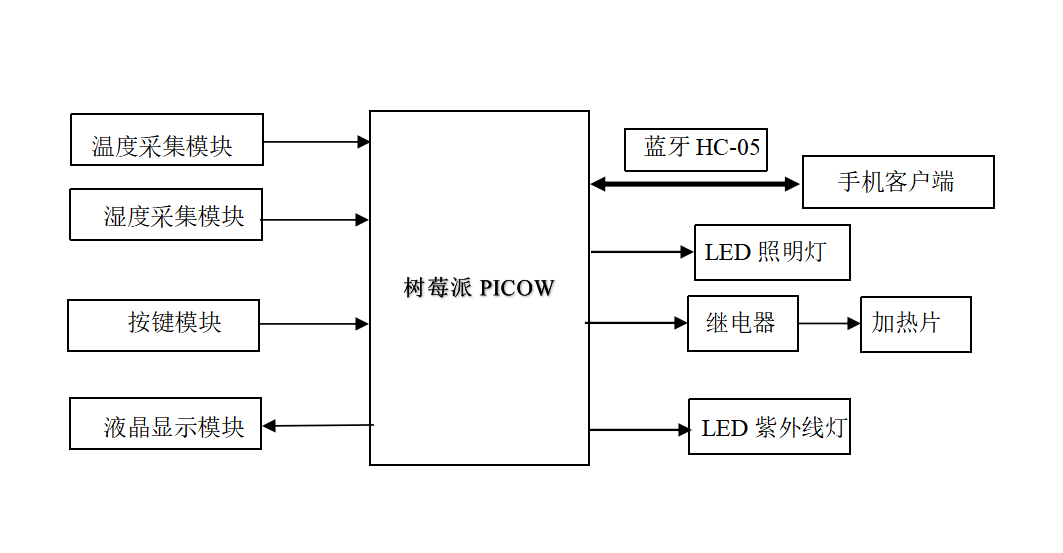 温度采集模块
湿度采集模块
按键模块
液晶显示模块
树莓派 PICOW
蓝牙 HC-05
手机客户端
LED 照明灯
继电器
加热片
LED 紫外线灯